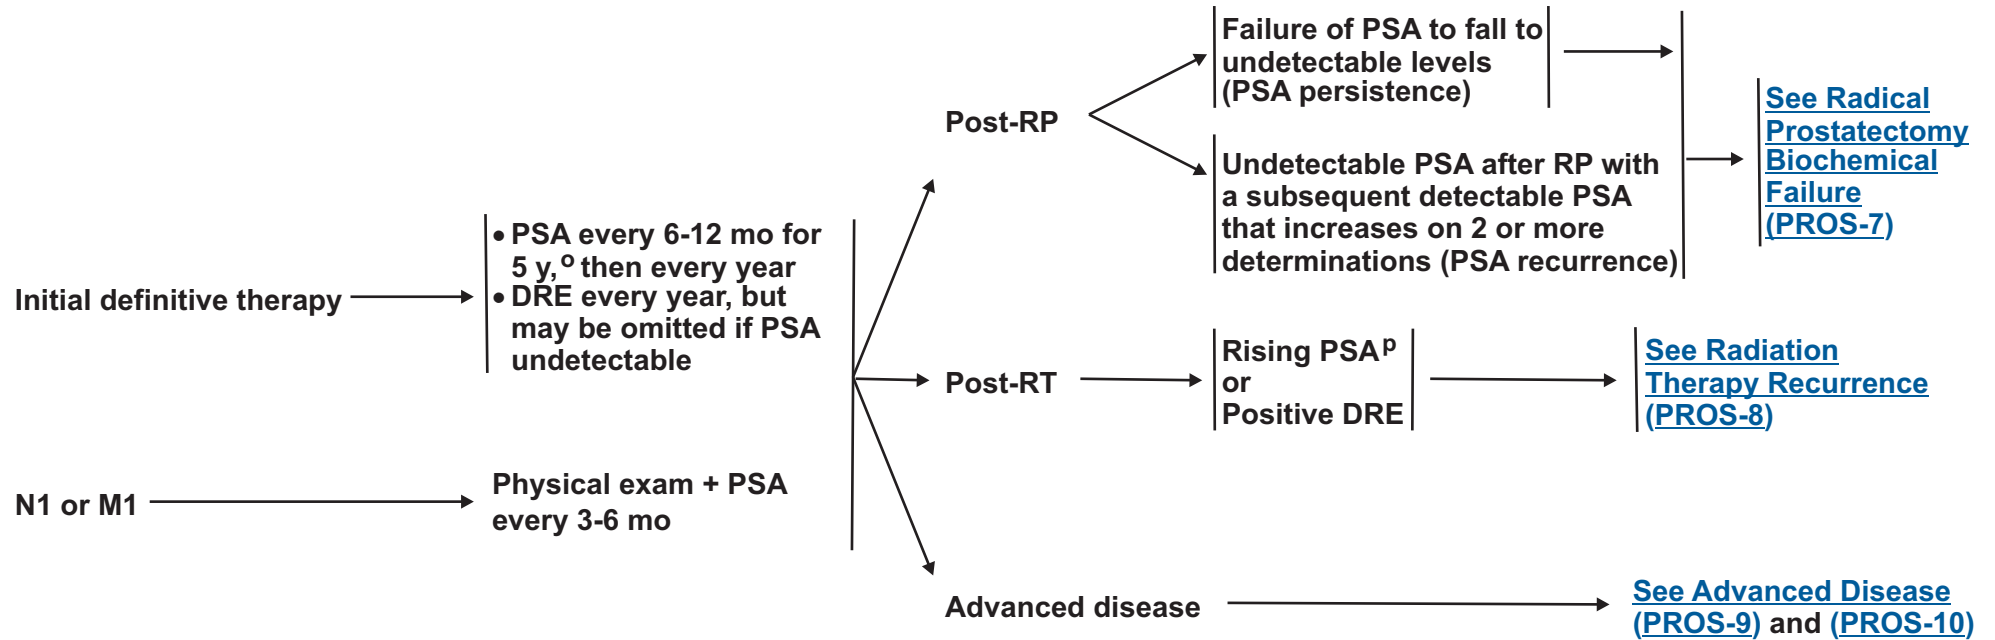 Initial definitive therapy
• PSA every 6-12 mo for
5 y,o then every year
• DRE every year, but
may be omitted if PSA
undetectable
N1 or M1
Physical exam + PSA
every 3-6 mo
Post-RP
Failure of PSA to fall to
undetectable levels
(PSA persistence)
Undetectable PSA after RP with
a subsequent detectable PSA
that increases on 2 or more
determinations (PSA recurrence)
See Radical
Prostatectomy
Biochemical
Failure
(PROS-7)
Post-RT
Rising PSAp
or
Positive DRE
See Radiation
Therapy Recurrence
(PROS-8)
Advanced disease
See Advanced Disease
(PROS-9) and (PROS-10)